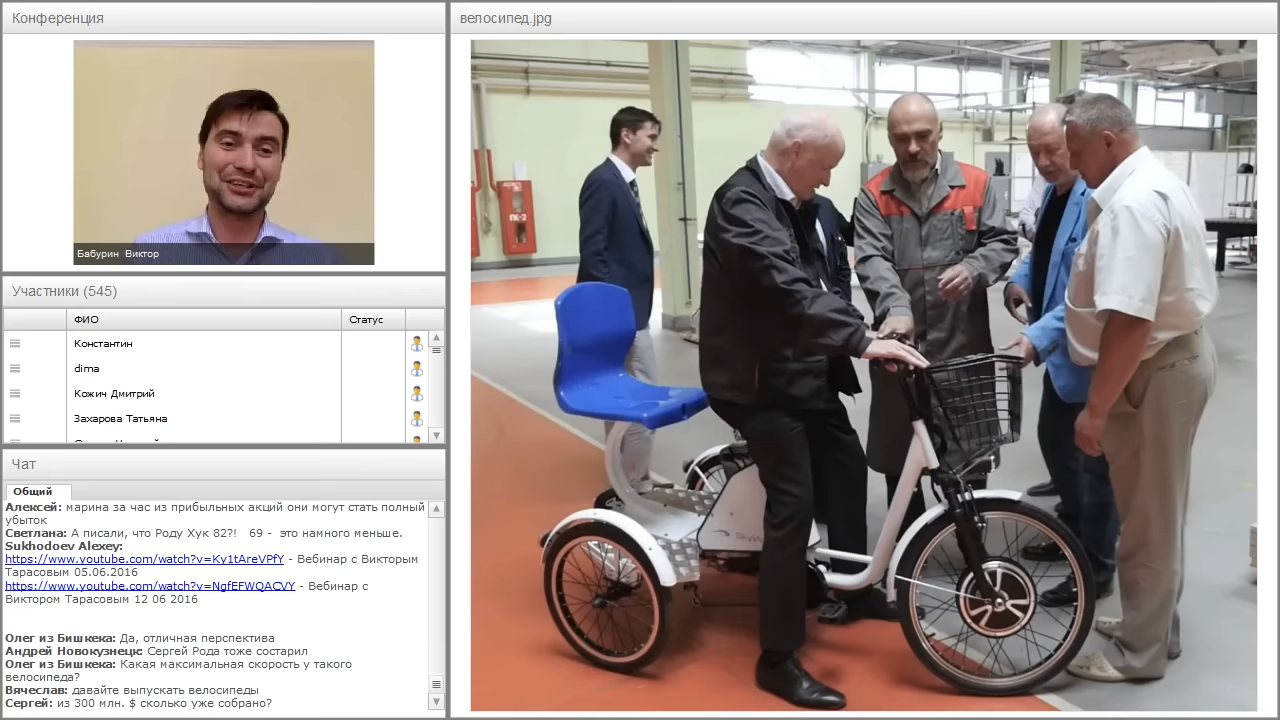 Конференция
Бабурин Виктор
Участники (545)
ФИО Статус
Константин
dima
Кожич Дмитрий
Захарова Татьяна
Чат
Общий
Алексей: марина за час из прибыльных акций они могут стать полный
убыток
Светлана: А писали, что Роду Хук 82?! 69 - это намного меньше.
Sukhodoev Alexey:
https://www.youtube.com/watch?v=Ky1tAreVPfY - Вебинар с Викторым
Тарасовым 05.06.2016
https://www.youtube.com/watch?v=NgfEFWQACVY - Вебинар с
Виктором Тарасовым 12 06 2016
Олег из Бишкека: Да, отличная перспектива
Андрей Новокузнецк: Сергей Рода тоже состарил
Олег из Бишкека: Какая максимальная скорость у такого
велосипеда?
Вячеслав: давайте выпускать велосипеды
Сергей: из 300 млн. $ сколько уже собрано?
велосипед.jpg
ПК-2